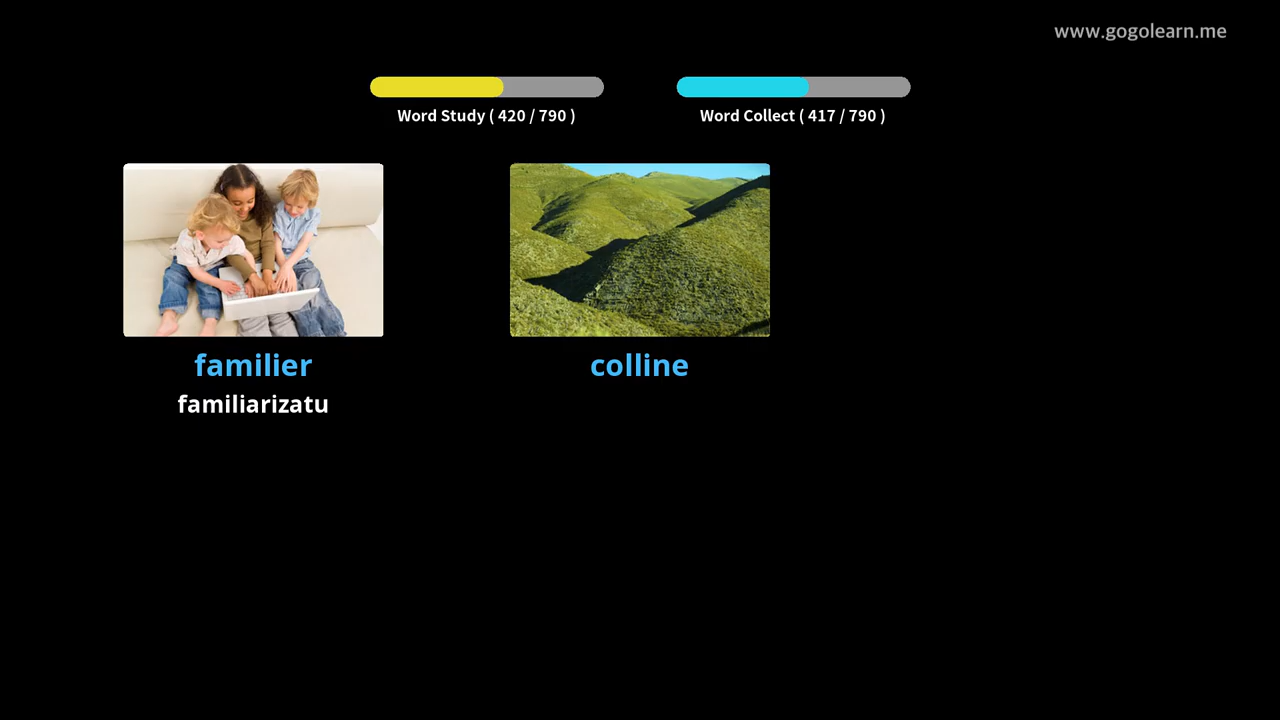 www.gogolearn.me
Word Study ( 420 / 790 )
Word Collect ( 417 / 790 )
familier
familiarizatu
colline